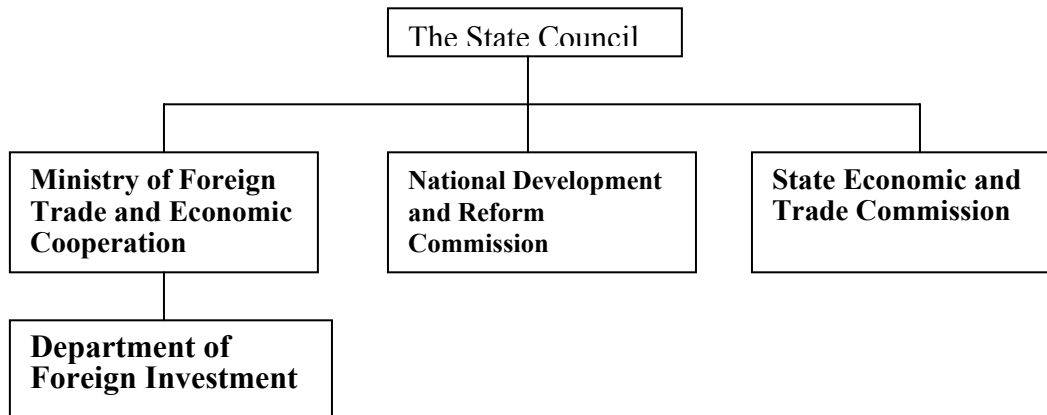 The State Council
Ministry of Foreign
Trade and Economic
Cooperation
National Development
and Reform
Commission
State Economic and
Trade Commission
Department of
Foreign Investment